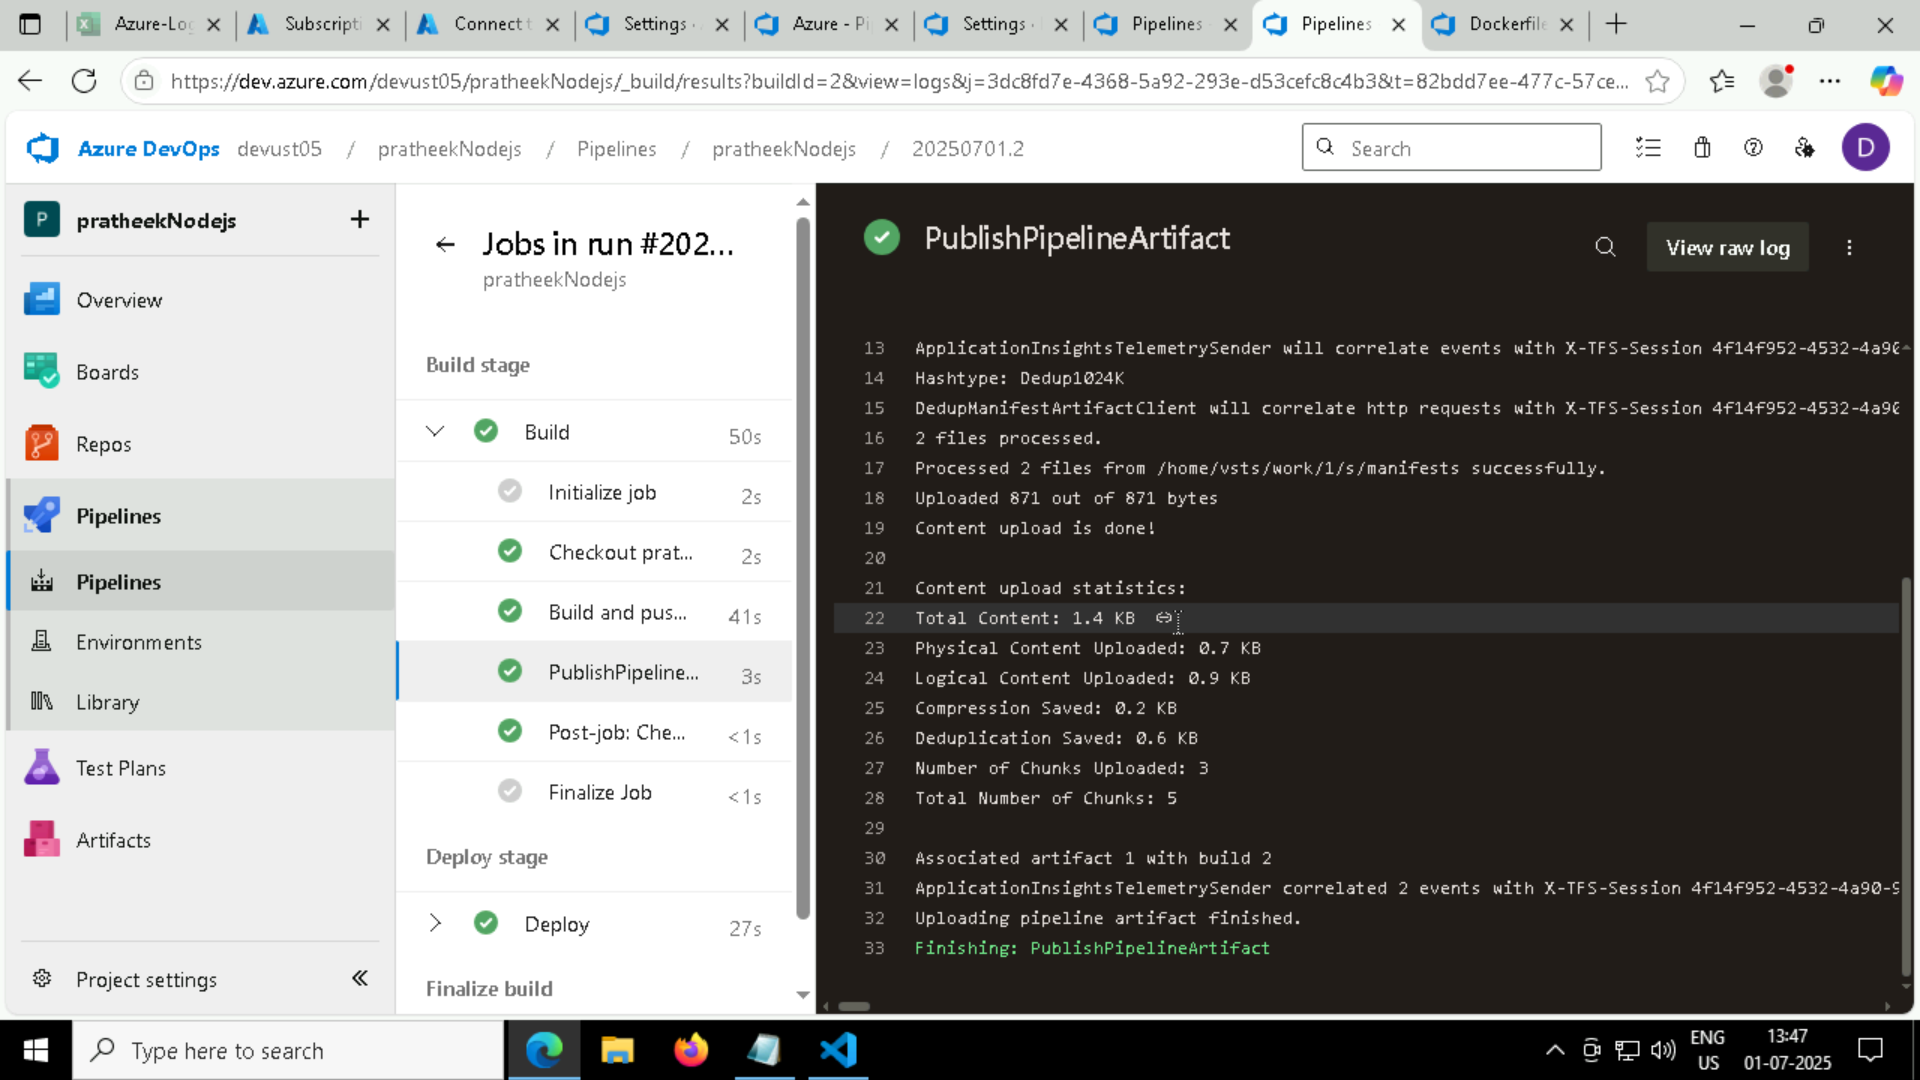 Azure-Log
Subscripti
Connect t
Settings ·
Azure - Pi
Settings ·
Pipelines
Pipelines
Dockerfile
https://dev.azure.com/devust05/pratheekNodejs/_build/results?buildId=2&view=logs&j=3dc8fd7e-4368-5a92-293e-d53cefc8c4b3&t=82bdd7ee-477c-57ce...
Azure DevOps devust05 / pratheekNodejs / Pipelines / pratheekNodejs / 20250701.2
Search
D
P pratheekNodejs
Overview
Boards
Repos
Pipelines
Pipelines
Environments
Library
Test Plans
Artifacts
Project settings
Jobs in run #202...
pratheekNodejs
Build stage
Build 50s
Initialize job 2s
Checkout prat... 2s
Build and pus... 41s
PublishPipeline... 3s
Post-job: Che... <1s
Finalize Job <1s
Deploy stage
Deploy 27s
Finalize build
PublishPipelineArtifact
View raw log
13 ApplicationInsightsTelemetrySender will correlate events with X-TFS-Session 4f14f952-4532-4a90
14 Hashtype: Dedup1024K
15 DedupManifestArtifactClient will correlate http requests with X-TFS-Session 4f14f952-4532-4a90
16 2 files processed.
17 Processed 2 files from /home/vsts/work/1/s/manifests successfully.
18 Uploaded 871 out of 871 bytes
19 Content upload is done!
20
21 Content upload statistics:
22 Total Content: 1.4 KB
23 Physical Content Uploaded: 0.7 KB
24 Logical Content Uploaded: 0.9 KB
25 Compression Saved: 0.2 KB
26 Deduplication Saved: 0.6 KB
27 Number of Chunks Uploaded: 3
28 Total Number of Chunks: 5
29
30 Associated artifact 1 with build 2
31 ApplicationInsightsTelemetrySender correlated 2 events with X-TFS-Session 4f14f952-4532-4a90-9
32 Uploading pipeline artifact finished.
33 Finishing: PublishPipelineArtifact
Type here to search
ENG
US
13:47
01-07-2025